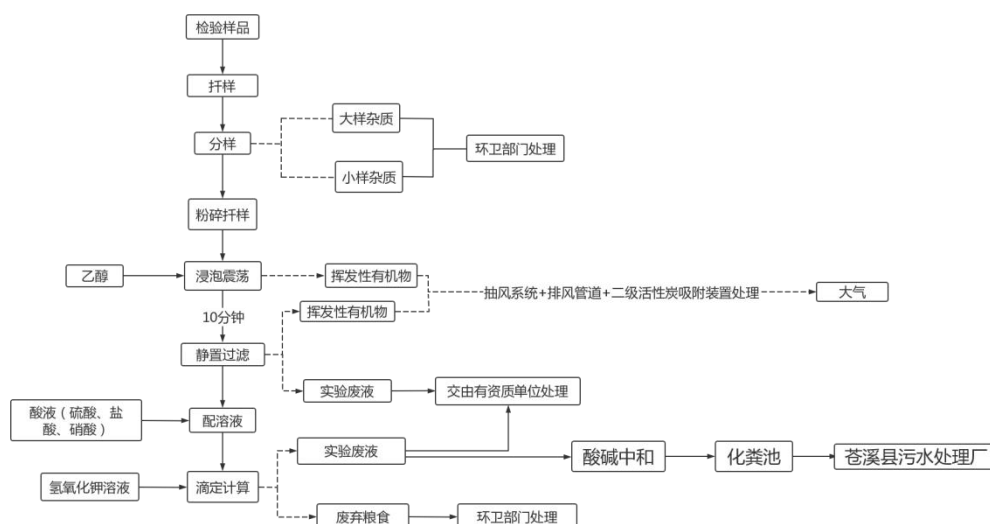 检验样品
扦样
大样杂质
分样
环卫部门处理
小样杂质
粉碎扦样
乙醇
浸泡震荡
挥发性有机物
抽风系统+排风管道+二级活性炭吸附装置处理
大气
10分钟
挥发性有机物
静置过滤
实验废液
交由有资质单位处理
酸液（硫酸、盐
酸、硝酸）
配溶液
实验废液
酸碱中和
化粪池
苍溪县污水处理厂
氢氧化钾溶液
滴定计算
废弃粮食
环卫部门处理